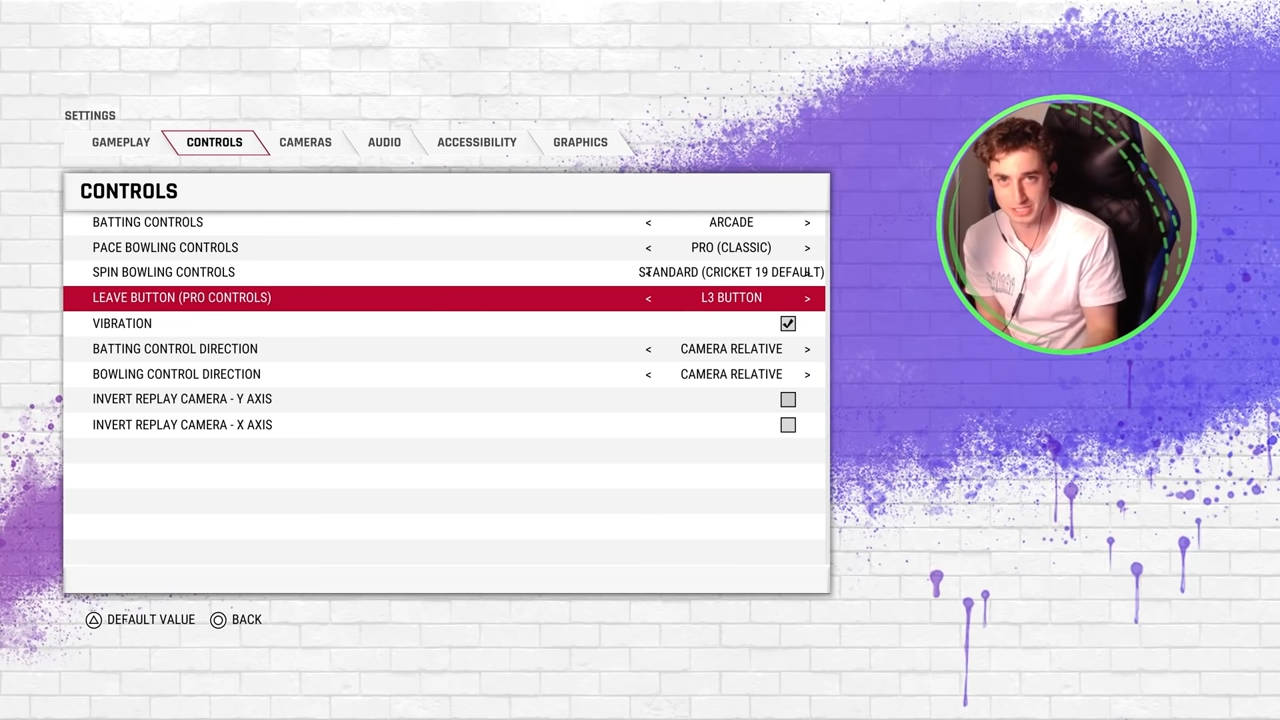 SETTINGS
GAMEPLAY CONTROLS CAMERAS AUDIO ACCESSIBILITY GRAPHICS
CONTROLS
BATTING CONTROLS < ARCADE >
PACE BOWLING CONTROLS < PRO (CLASSIC) >
SPIN BOWLING CONTROLS < STANDARD (CRICKET 19 DEFAULT) >
LEAVE BUTTON (PRO CONTROLS) < L3 BUTTON >
VIBRATION
BATTING CONTROL DIRECTION < CAMERA RELATIVE >
BOWLING CONTROL DIRECTION < CAMERA RELATIVE >
INVERT REPLAY CAMERA - Y AXIS
INVERT REPLAY CAMERA - X AXIS
DEFAULT VALUE BACK